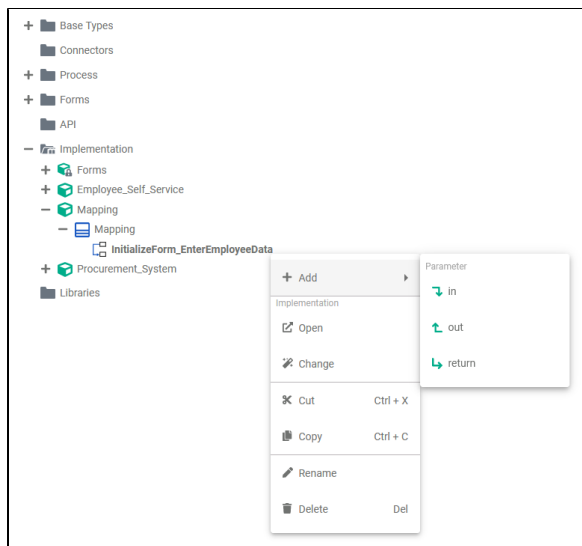 Base Types
Connectors
Process
Forms
API
Implementation
Forms
Employee_Self_Service
Mapping
Mapping
InitializeForm_EnterEmployeeData
Procurement_System
Libraries
Add
Implementation
Open
Change
Cut Ctrl + X
Copy Ctrl + C
Rename
Delete Del
Parameter
in
out
return